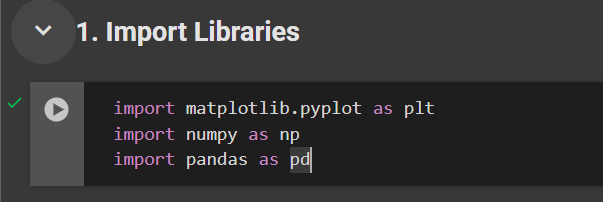 1. Import Libraries
import matplotlib.pyplot as plt
import numpy as np
import pandas as pd